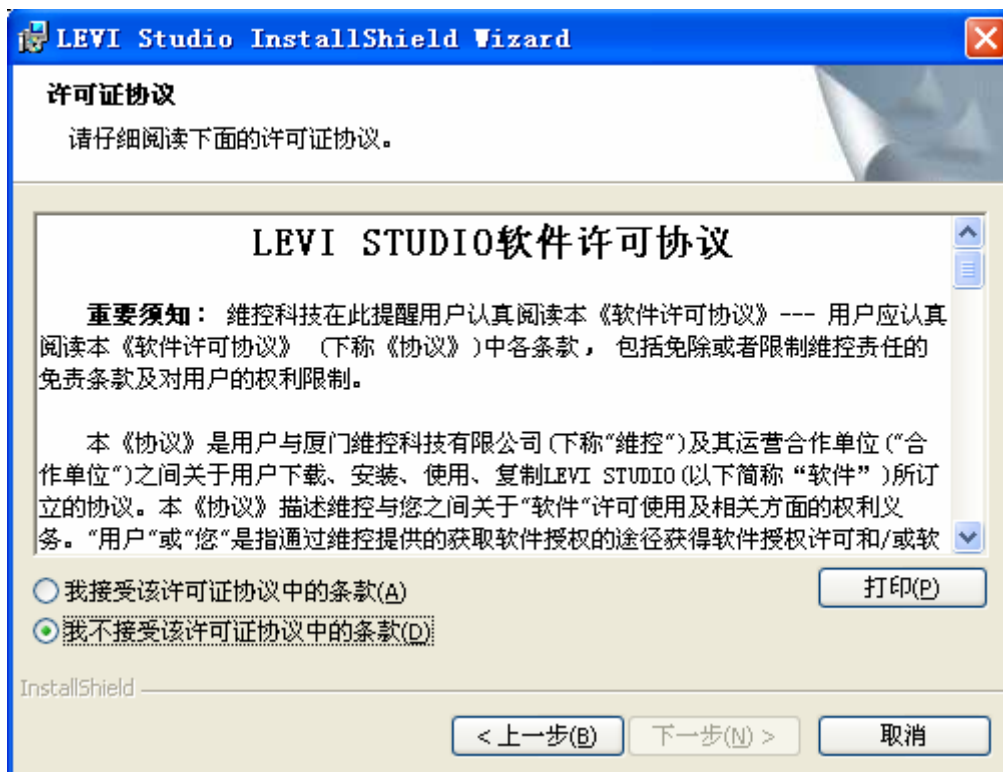 LEVI Studio InstallShield Wizard
许可证协议
请仔细阅读下面的许可证协议。
LEVI STUDIO软件许可协议
重要须知： 维控科技在此提醒用户认真阅读本《软件许可协议》--- 用户应认真
阅读本《软件许可协议》 (下称《协议》)中各条款， 包括免除或者限制维控责任的
免责条款及对用户的权利限制。
本《协议》是用户与厦门维控科技有限公司(下称"维控")及其运营合作单位("合
作单位")之间关于用户下载、安装、使用、复制LEVI STUDIO(以下简称“软件”)所订
立的协议。本《协议》描述维控与您之间关于"软件"许可使用及相关方面的权利义
务。"用户"或"您"是指通过维控提供的获取软件授权的途径获得软件授权许可和/或软
我接受该许可证协议中的条款(A)
打印(P)
我不接受该许可证协议中的条款(D)
InstallShield
< 上一步(B)
下一步(N) >
取消